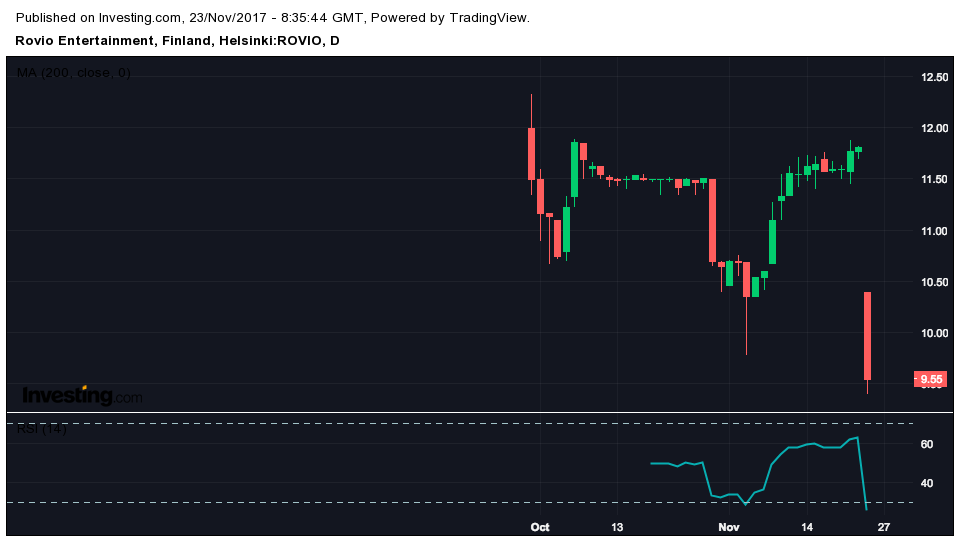 Published on Investing.com, 23/Nov/2017 - 8:35:44 GMT, Powered by TradingView.
Rovio Entertainment, Finland, Helsinki:ROVIO, D
MA (200, close, 0)
12.50
12.00
11.50
11.00
10.50
10.00
9.55
Investing.com
RSI (14)
60
40
Oct
13
Nov
14
27